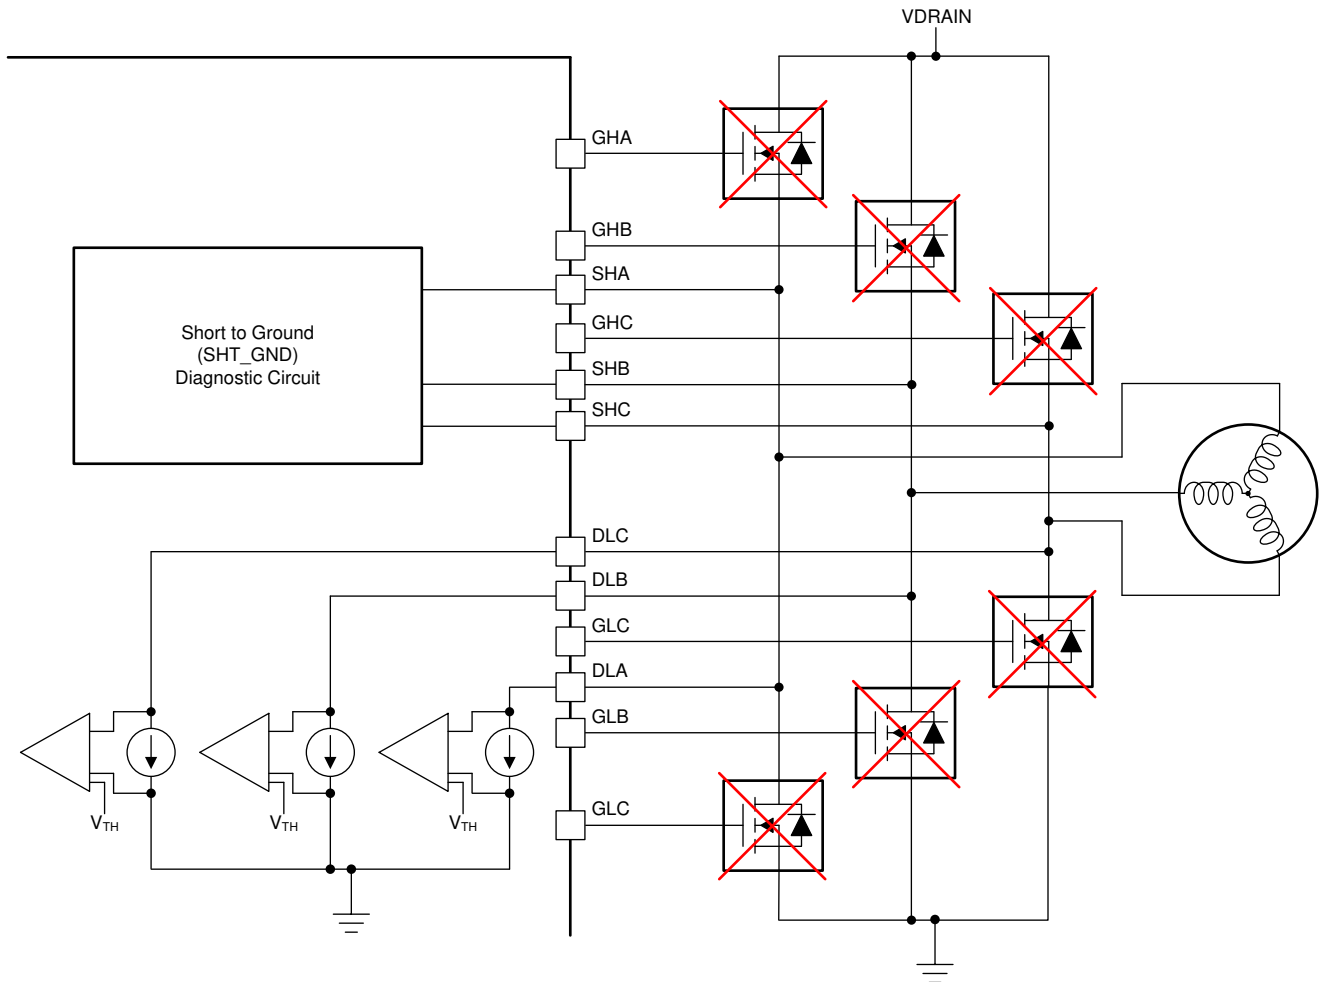 VDRAIN
GHA
GHB
SHA
GHC
SHB
SHC
Short to Ground
(SHT_GND)
Diagnostic Circuit
DLC
DLB
GLC
DLA
GLB
GLC
VTH
VTH
VTH